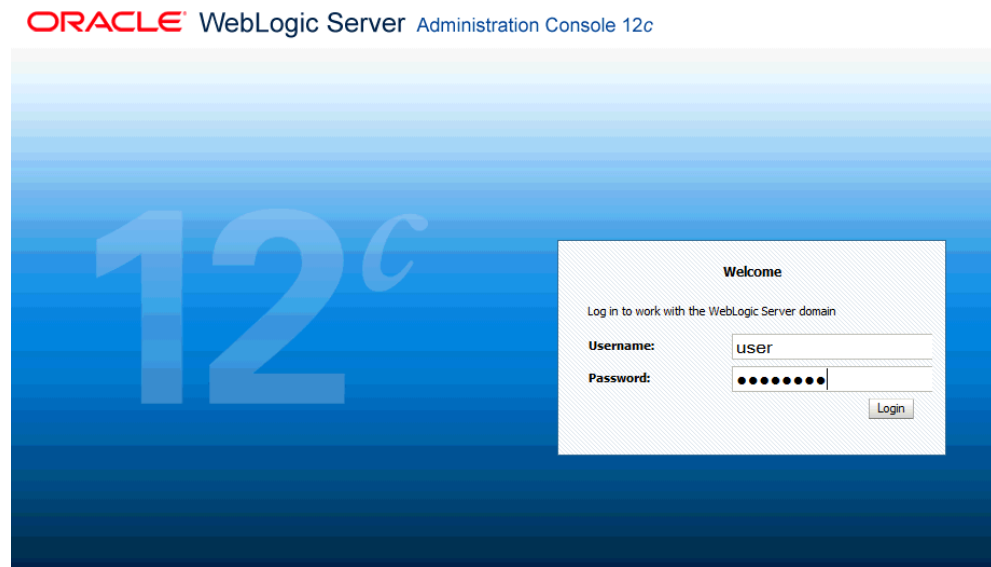 ORACLE WebLogic Server Administration Console 12c
12c
Welcome
Log in to work with the WebLogic Server domain
Username: user
Password: ●●●●●●●●
Login